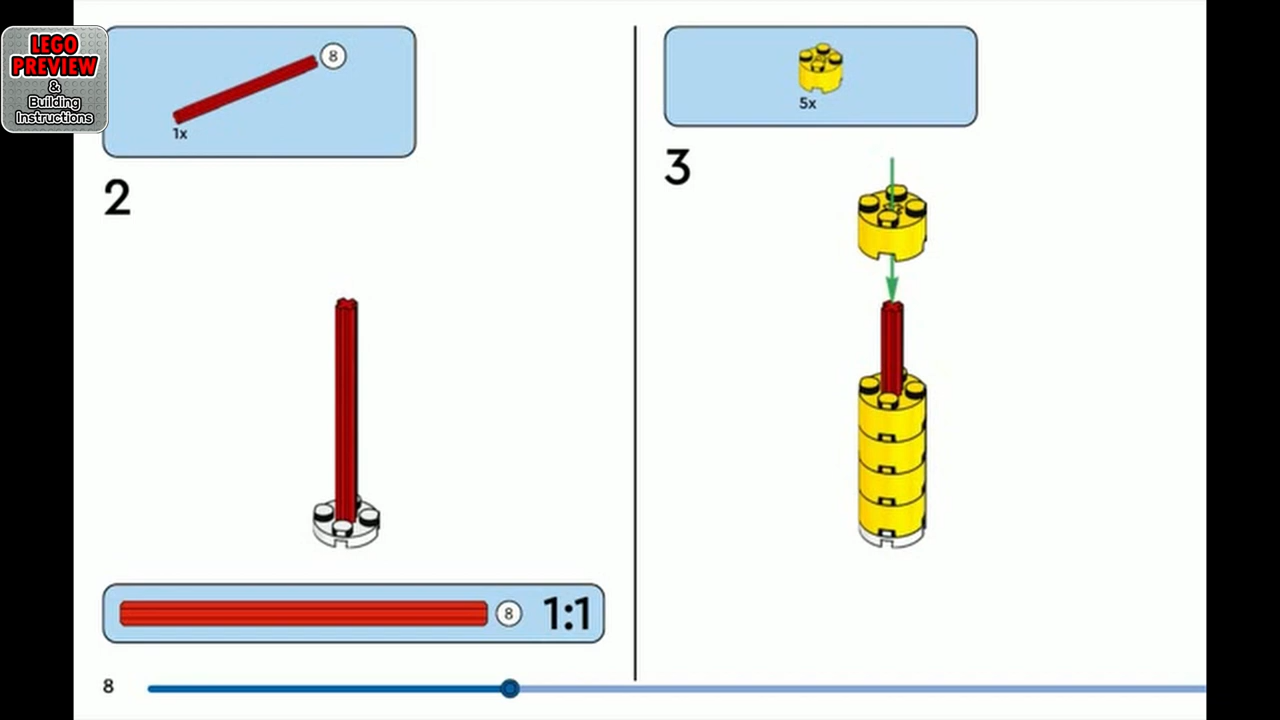 LEGO
PREVIEW
&
Building
Instructions
8
1x
2
8
1:1
5x
3
8